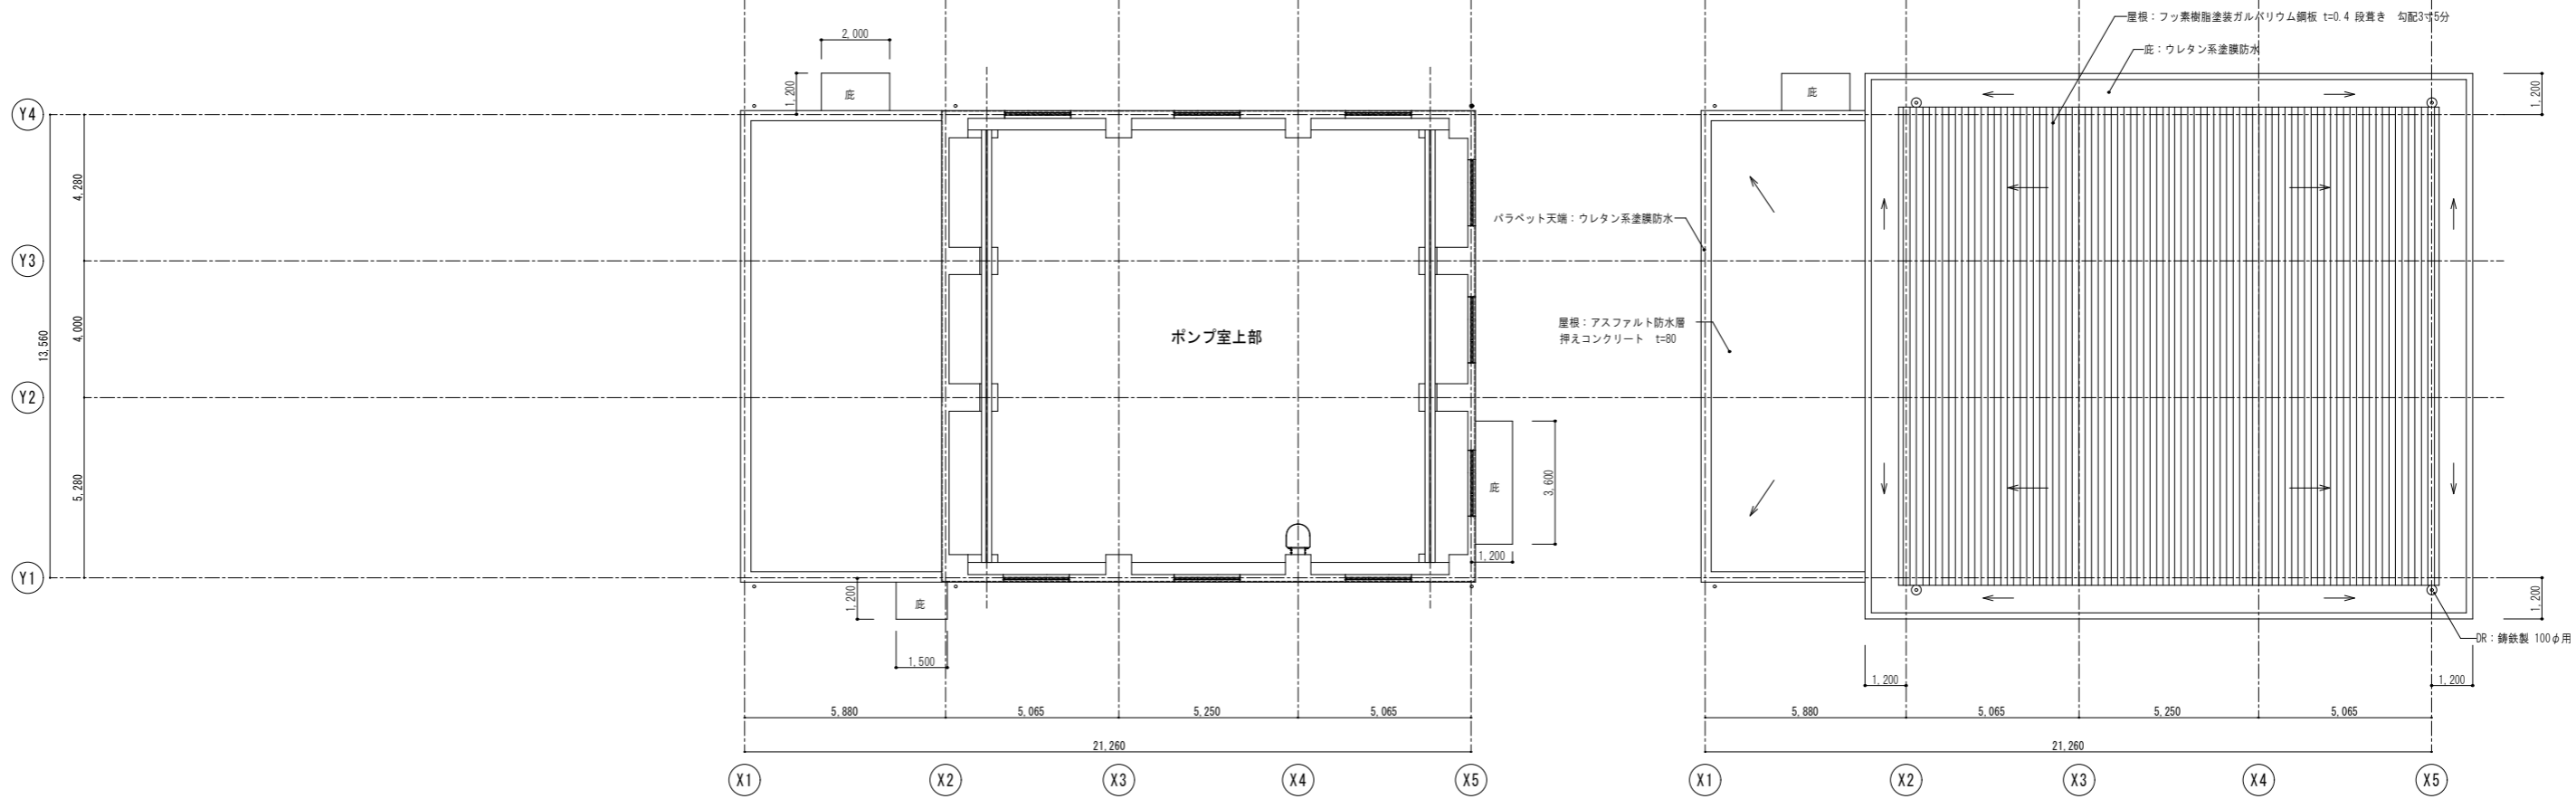 屋根：フッ素樹脂塗装ガルバリウム鋼板 t=0.4 段葺き 勾配3寸5分
庇：ウレタン系塗膜防水
2,000
1,200
庇
庇
1,200
Y4
4,280
パラペット天端：ウレタン系塗膜防水
Y3
13,560
4,000
ポンプ室上部
屋根：アスファルト防水層
押えコンクリート t=80
Y2
5,280
庇
3,600
1,200
Y1
1,200
庇
1,500
1,200
DR：鋳鉄製 100φ用
1,200
1,200
5,880
5,065
5,250
5,065
5,880
5,065
5,250
5,065
21,260
21,260
X1
X2
X3
X4
X5
X1
X2
X3
X4
X5